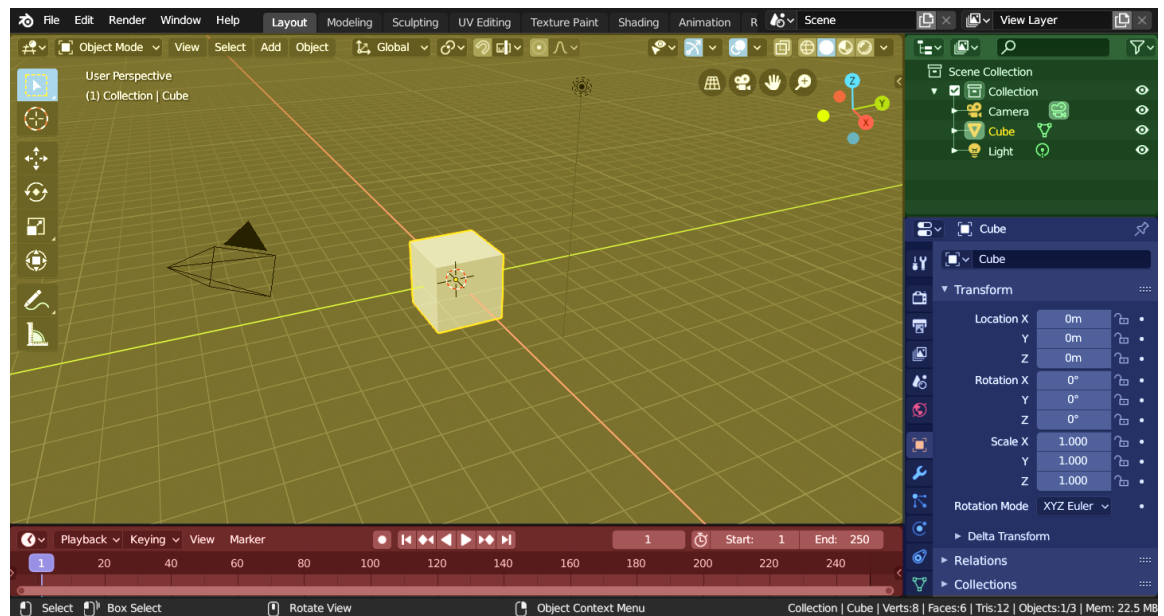 File Edit Render Window Help Layout Modeling Sculpting UV Editing Texture Paint Shading Animation R Scene View Layer
Object Mode View Select Add Object Global
User Perspective
(1) Collection | Cube
Z
Y
X
Scene Collection
Collection
Camera
Cube
Light
Cube
Cube
Transform
Location X 0m
Y 0m
Z 0m
Rotation X 0°
Y 0°
Z 0°
Scale X 1.000
Y 1.000
Z 1.000
Rotation Mode XYZ Euler
Delta Transform
Relations
Collections
Playback Keying View Marker 1 Start: 1 End: 250
1 20 40 60 80 100 120 140 160 180 200 220 240
Select Box Select Rotate View Object Context Menu Collection | Cube | Verts:8 | Faces:6 | Tris:12 | Objects:1/3 | Mem: 22.5 M